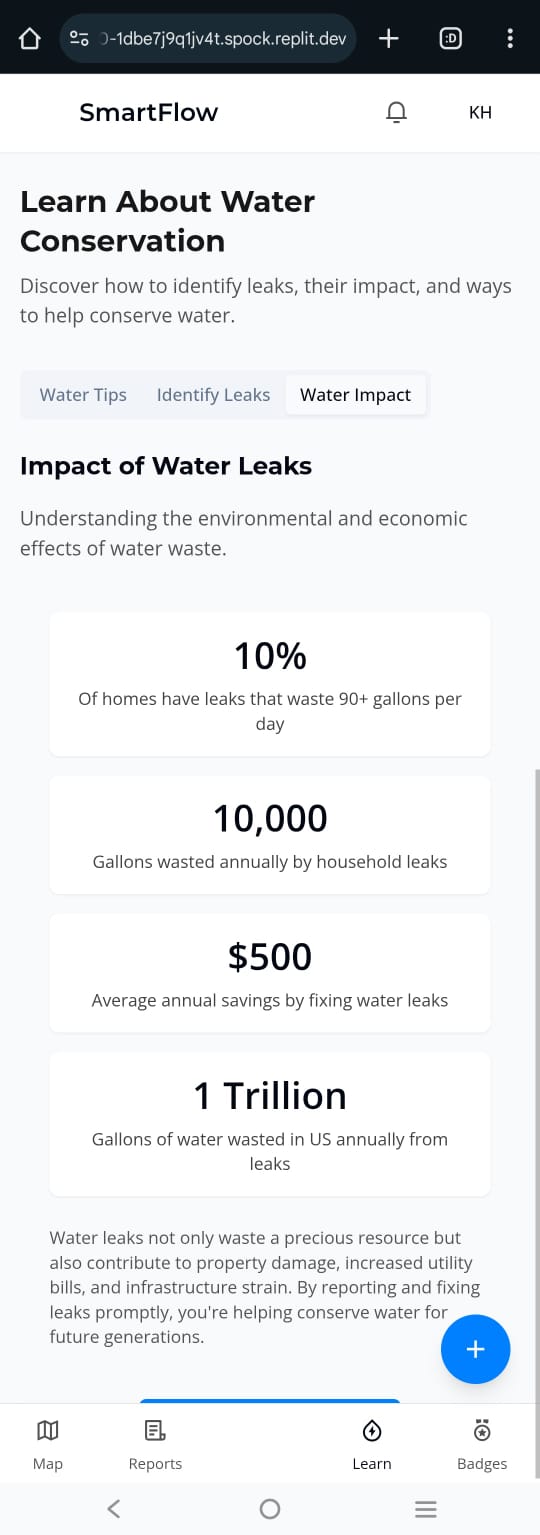 0-1dbe7j9q1jv4t.spock.replit.dev
:D
SmartFlow
KH
Learn About Water
Conservation
Discover how to identify leaks, their impact, and ways
to help conserve water.
Water Tips
Identify Leaks
Water Impact
Impact of Water Leaks
Understanding the environmental and economic
effects of water waste.
10%
Of homes have leaks that waste 90+ gallons per
day
10,000
Gallons wasted annually by household leaks
$500
Average annual savings by fixing water leaks
1 Trillion
Gallons of water wasted in US annually from
leaks
Water leaks not only waste a precious resource but
also contribute to property damage, increased utility
bills, and infrastructure strain. By reporting and fixing
leaks promptly, you're helping conserve water for
future generations.
Map
Reports
Learn
Badges